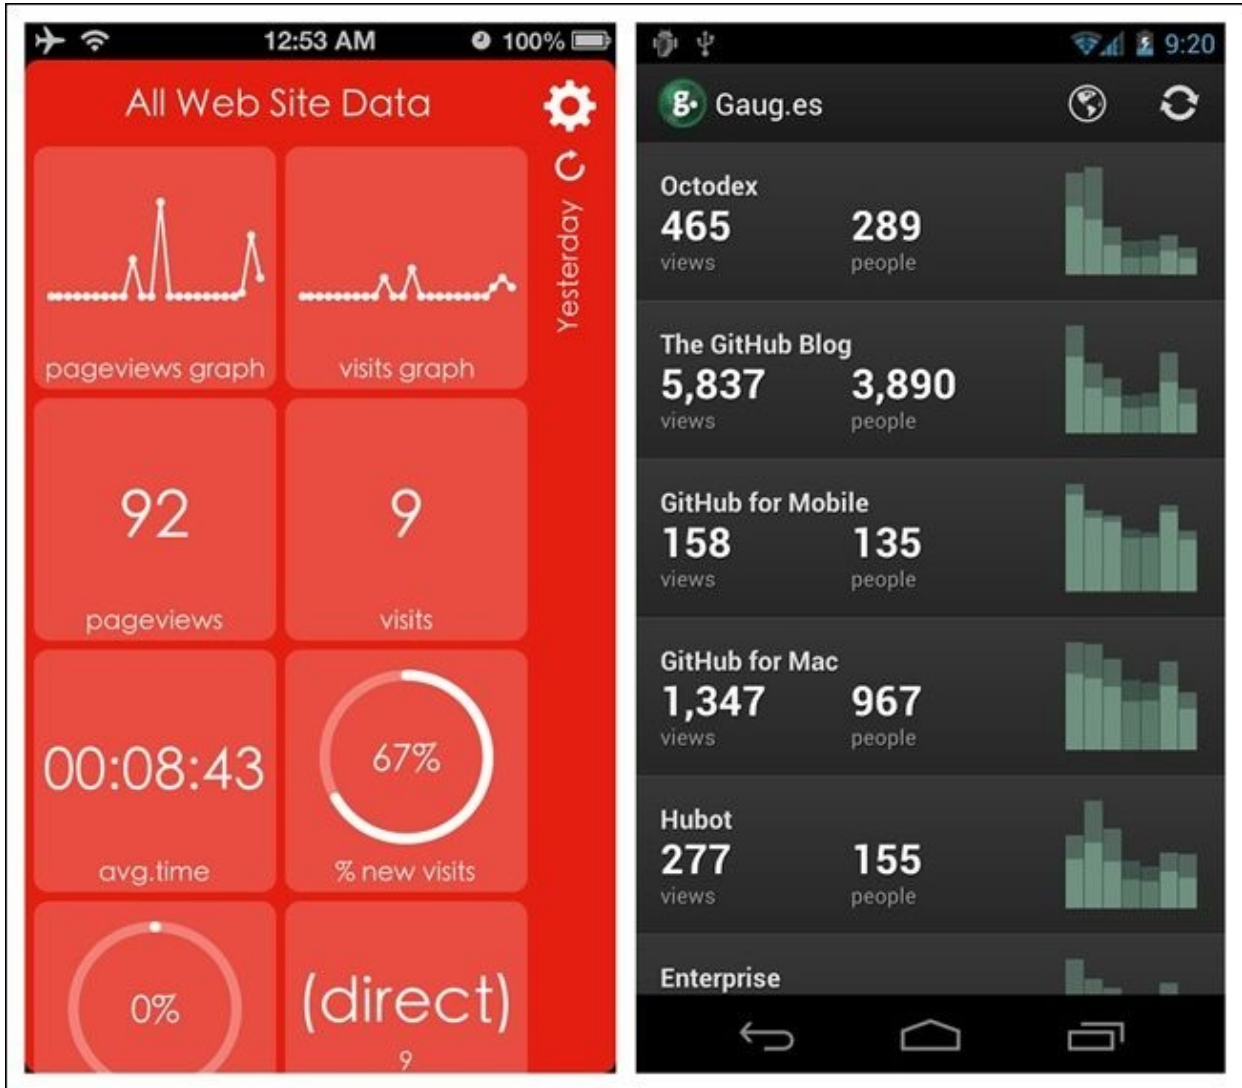 12:53 AM
100%
All Web Site Data
Yesterday
pageviews graph
visits graph
92
9
pageviews
visits
00:08:43
67%
avg.time
% new visits
0%
(direct)
9
9:20
g.
Gaug.es
Octodex
465
289
views
people
The GitHub Blog
5,837
3,890
views
people
GitHub for Mobile
158
135
views
people
GitHub for Mac
1,347
967
views
people
Hubot
277
155
views
people
Enterprise